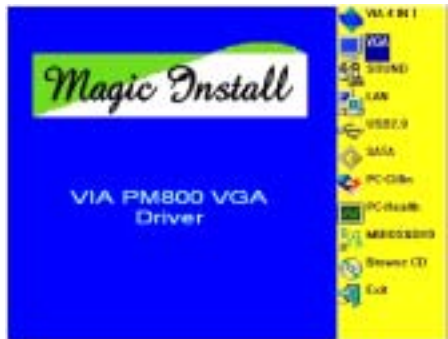 Magic Install
VIA PM800 VGA
Driver
VIA 4 IN 1
VGA
SOUND
LAN
USB2.0
SATA
PC-Cillin
PC-Health
Browse CD
Exit